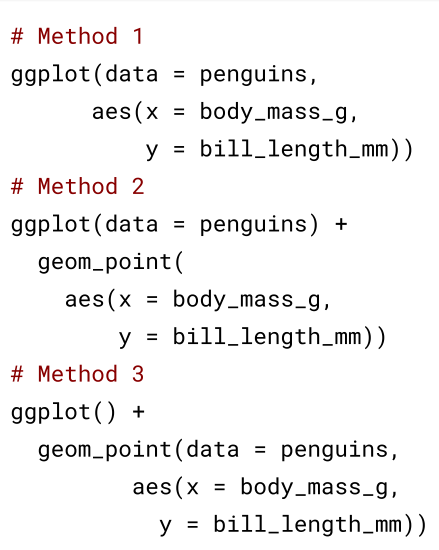 # Method 1
ggplot(data = penguins,
      aes(x = body_mass_g,
          y = bill_length_mm))
# Method 2
ggplot(data = penguins) +
  geom_point(
    aes(x = body_mass_g,
        y = bill_length_mm))
# Method 3
ggplot() +
  geom_point(data = penguins,
         aes(x = body_mass_g,
           y = bill_length_mm))